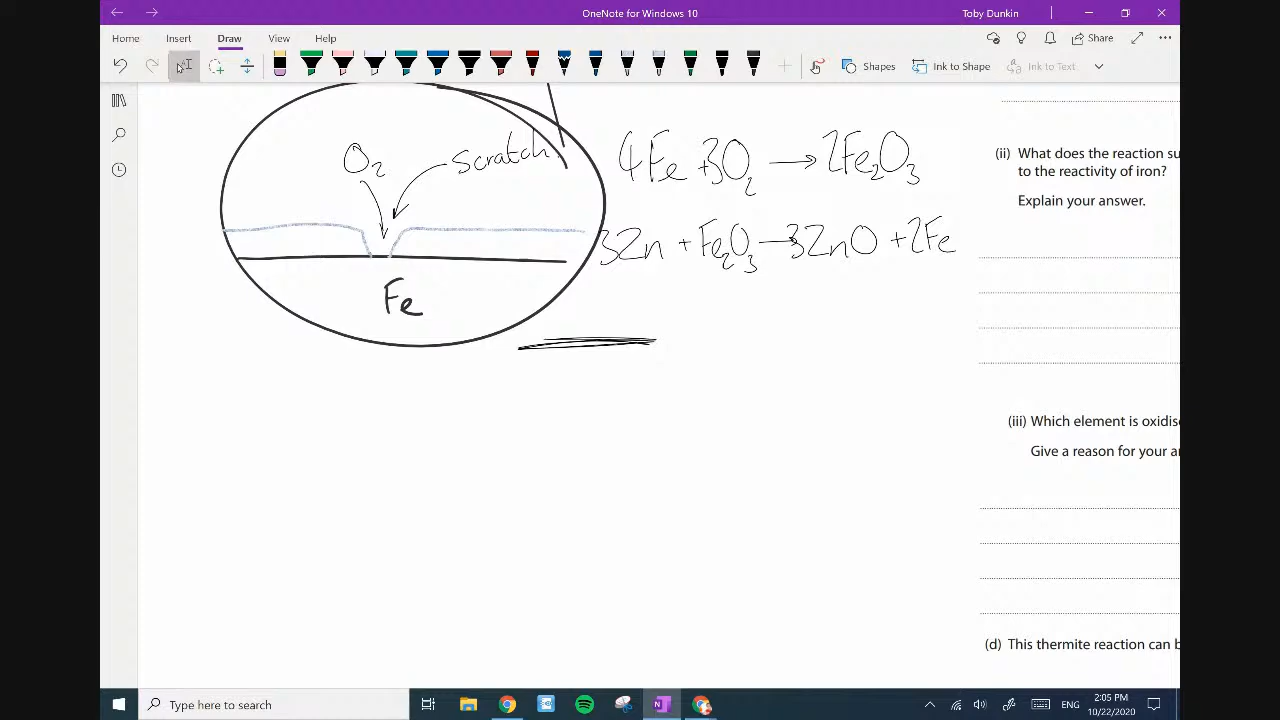 OneNote for Windows 10
Toby Dunkin
Home Insert Draw View Help
Share
Shapes
Ink to Shape
Ink to Text
O2
Scratch
4Fe + 3O2 → 2Fe2O3
3Zn + Fe2O3 → 3ZnO + 2Fe
Fe
(ii) What does the reaction su
to the reactivity of iron?
Explain your answer.
(iii) Which element is oxidise
Give a reason for your an
(d) This thermite reaction can b
Type here to search
ENG
2:05 PM
10/22/2020